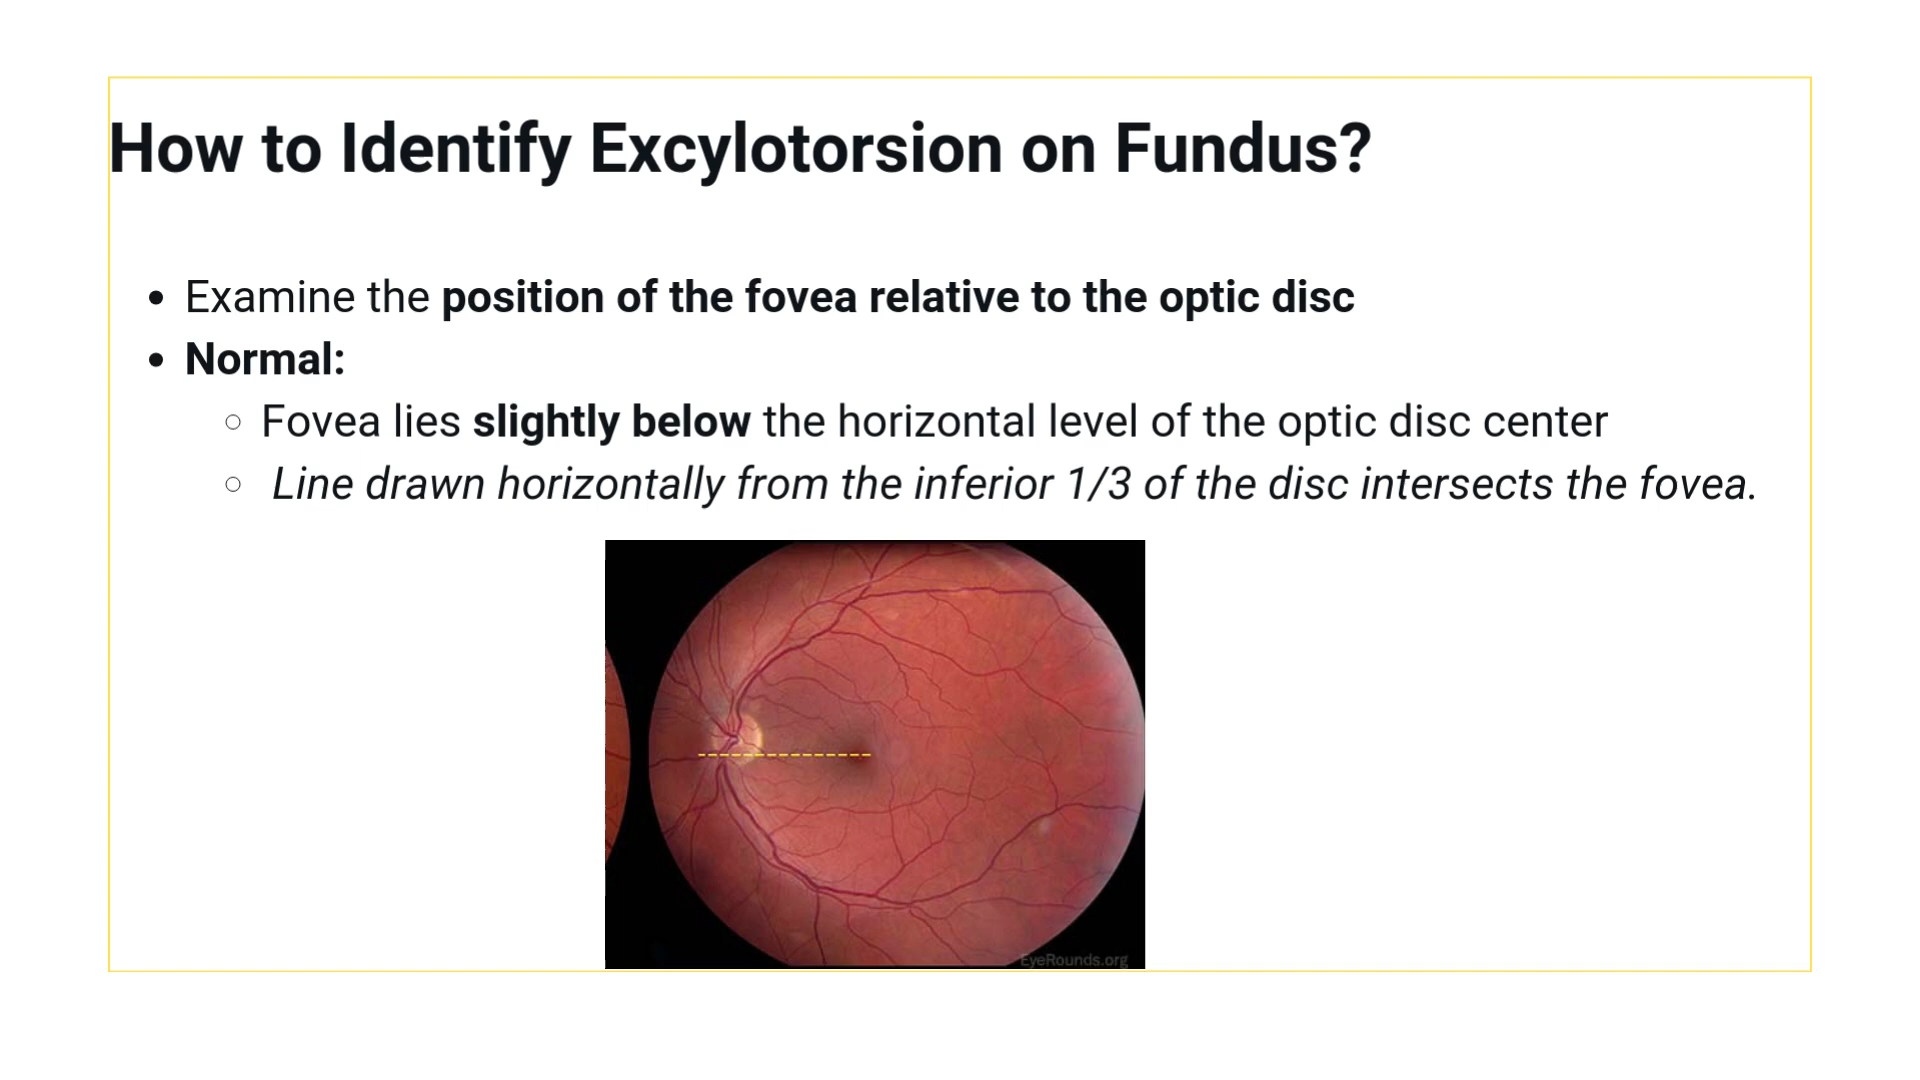 How to Identify Excylotorsion on Fundus?
Examine the position of the fovea relative to the optic disc
Normal:
Fovea lies slightly below the horizontal level of the optic disc center
Line drawn horizontally from the inferior 1/3 of the disc intersects the fovea.
EyeRounds.org